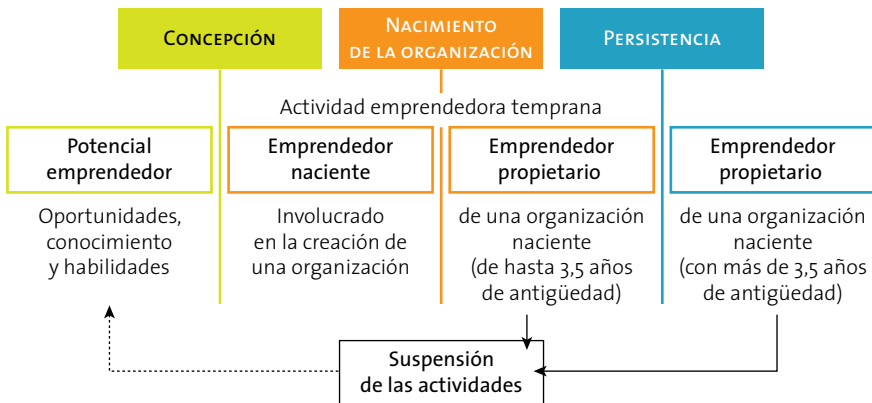 CONCEPCIÓN
NACIMIENTO
DE LA ORGANIZACIÓN
PERSISTENCIA
Actividad emprendedora temprana
Potencial
emprendedor
Oportunidades,
conocimiento
y habilidades
Emprendedor
naciente
Involucrado
en la creación de
una organización
Emprendedor
propietario
de una organización
naciente
(de hasta 3,5 años
de antigüedad)
Emprendedor
propietario
de una organización
naciente
(con más de 3,5 años
de antigüedad)
Suspensión
de las actividades